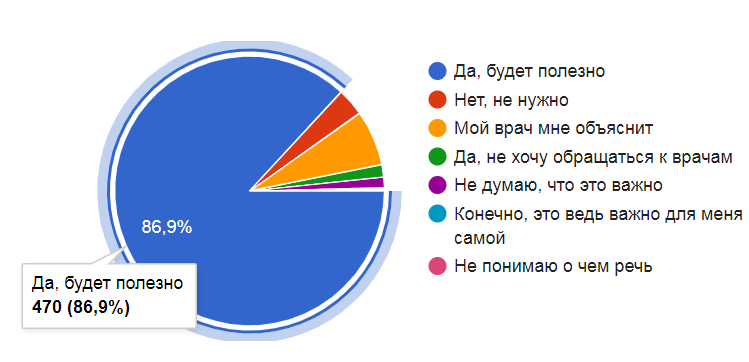 Да, будет полезно
Нет, не нужно
Мой врач мне объяснит
Да, не хочу обращаться к врачам
Не думаю, что это важно
Конечно, это ведь важно для меня
самой
Не понимаю о чем речь
86,9%
Да, будет полезно
470 (86,9%)